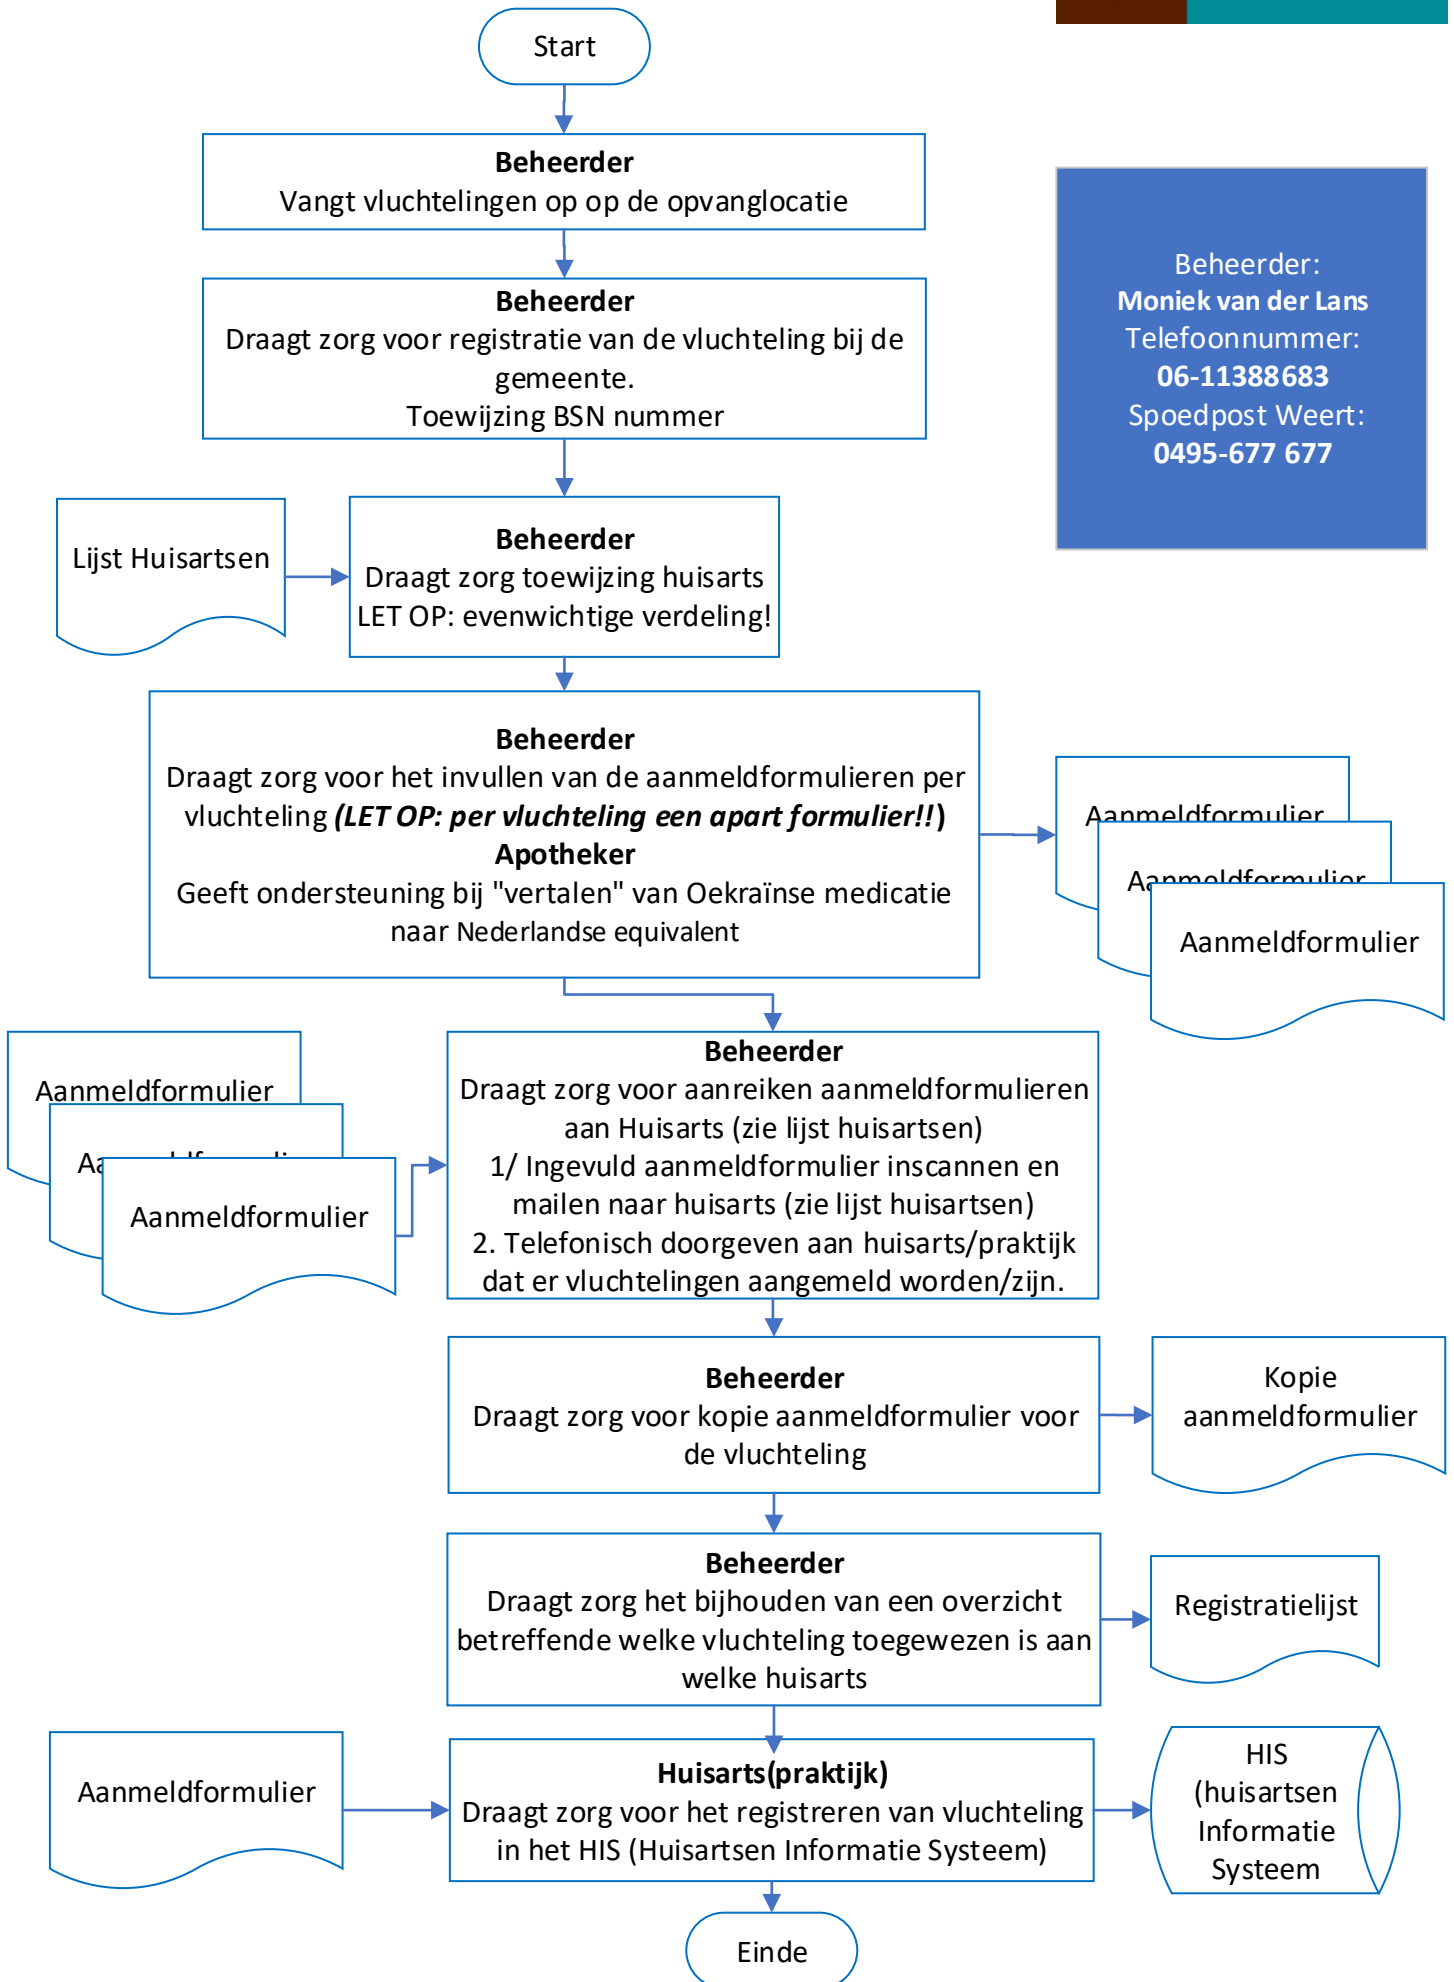 Start
Beheerder
Vangt vluchtelingen op op de opvanglocatie
Beheerder
Draagt zorg voor registratie van de vluchteling bij de
gemeente.
Toewijzing BSN nummer
Beheerder:
Moniek van der Lans
Telefoonnummer:
06-11388683
Spoedpost Weert:
0495-677 677
Lijst Huisartsen
Beheerder
Draagt zorg toewijzing huisarts
LET OP: evenwichtige verdeling!
Beheerder
Draagt zorg voor het invullen van de aanmeldformulieren per
vluchteling (LET OP: per vluchteling een apart formulier!!)
Apotheker
Geeft ondersteuning bij "vertalen" van Oekraïnse medicatie
naar Nederlandse equivalent
Aanmeldformulier
Aanmeldformulier
Aanmeldformulier
Aanmeldformulier
Aanmeldformulier
Beheerder
Draagt zorg voor aanreiken aanmeldformulieren
aan Huisarts (zie lijst huisartsen)
1/ Ingevuld aanmeldformulier inscannen en
mailen naar huisarts (zie lijst huisartsen)
2. Telefonisch doorgeven aan huisarts/praktijk
dat er vluchtelingen aangemeld worden/zijn.
Beheerder
Draagt zorg voor kopie aanmeldformulier voor
de vluchteling
Kopie
aanmeldformulier
Beheerder
Draagt zorg het bijhouden van een overzicht
betreffende welke vluchteling toegewezen is aan
welke huisarts
Registratielijst
Aanmeldformulier
Huisarts(praktijk)
Draagt zorg voor het registreren van vluchteling
in het HIS (Huisartsen Informatie Systeem)
HIS
(huisartsen
Informatie
Systeem
Einde